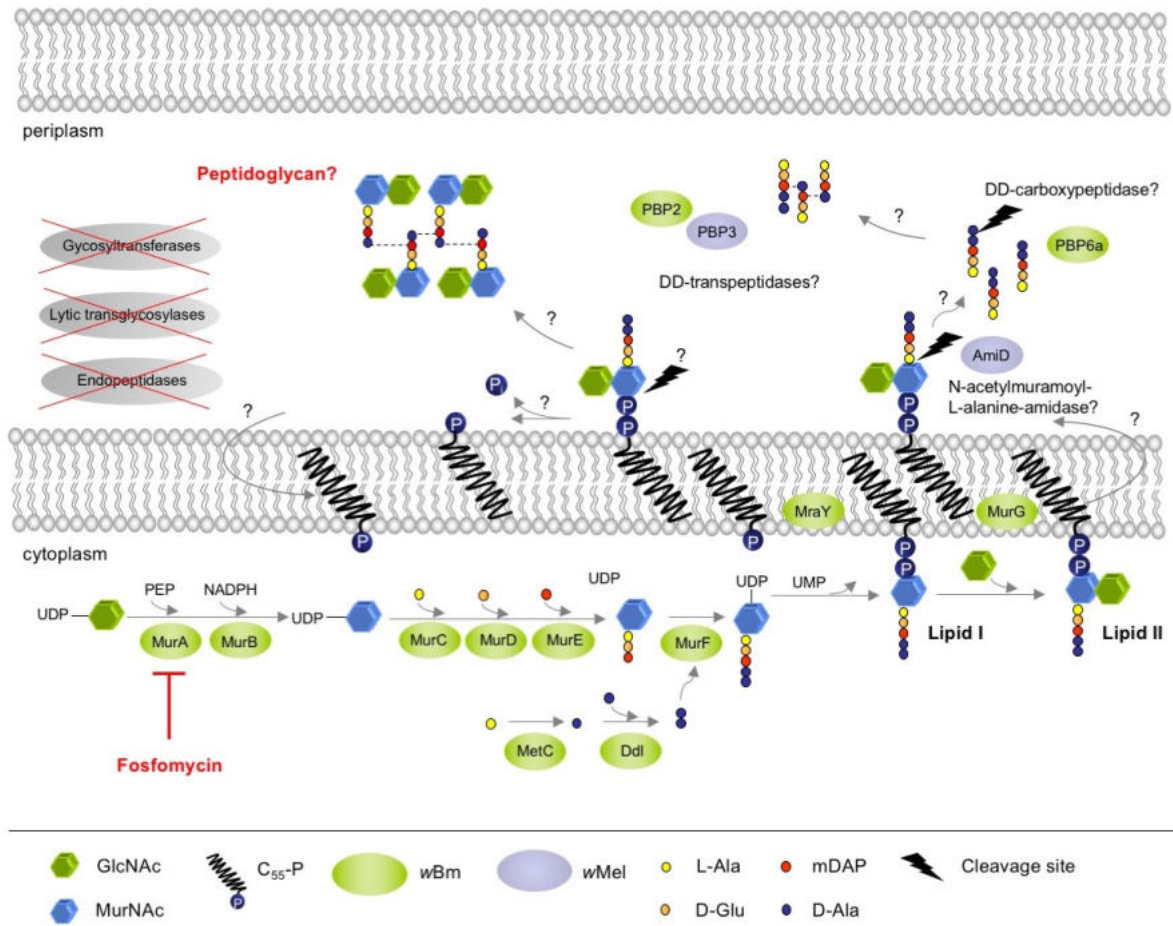 periplasm
Peptidoglycan?
Gycosyltransferases
Lytic transglycosylases
Endopeptidases
PBP2
PBP3
DD-transpeptidases?
?
DD-carboxypeptidase?
PBP6a
?
AmiD
N-acetylmuramoyl-
L-alanine-amidase?
?
?
?
P
i
?
?
P
P
P
P
P
P
P
P
MraY
MurG
cytoplasm
P
P
P
P
P
P
UDP
PEP
NADPH
MurA
MurB
UDP
MurC
MurD
MurE
UDP
MurF
UDP
UMP
Lipid I
Lipid II
MetC
Ddl
Fosfomycin
GlcNAc
MurNAc
C55-P
P
wBm
wMel
L-Ala
D-Glu
mDAP
D-Ala
Cleavage site